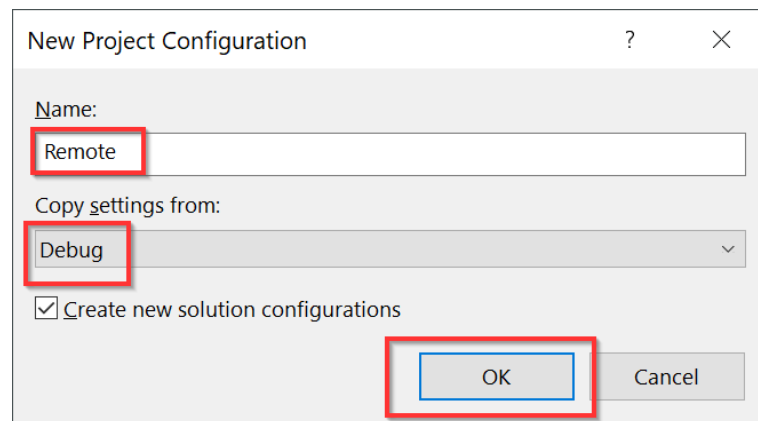 New Project Configuration ?
Name:
Remote
Copy settings from:
Debug
Create new solution configurations
OK Cancel